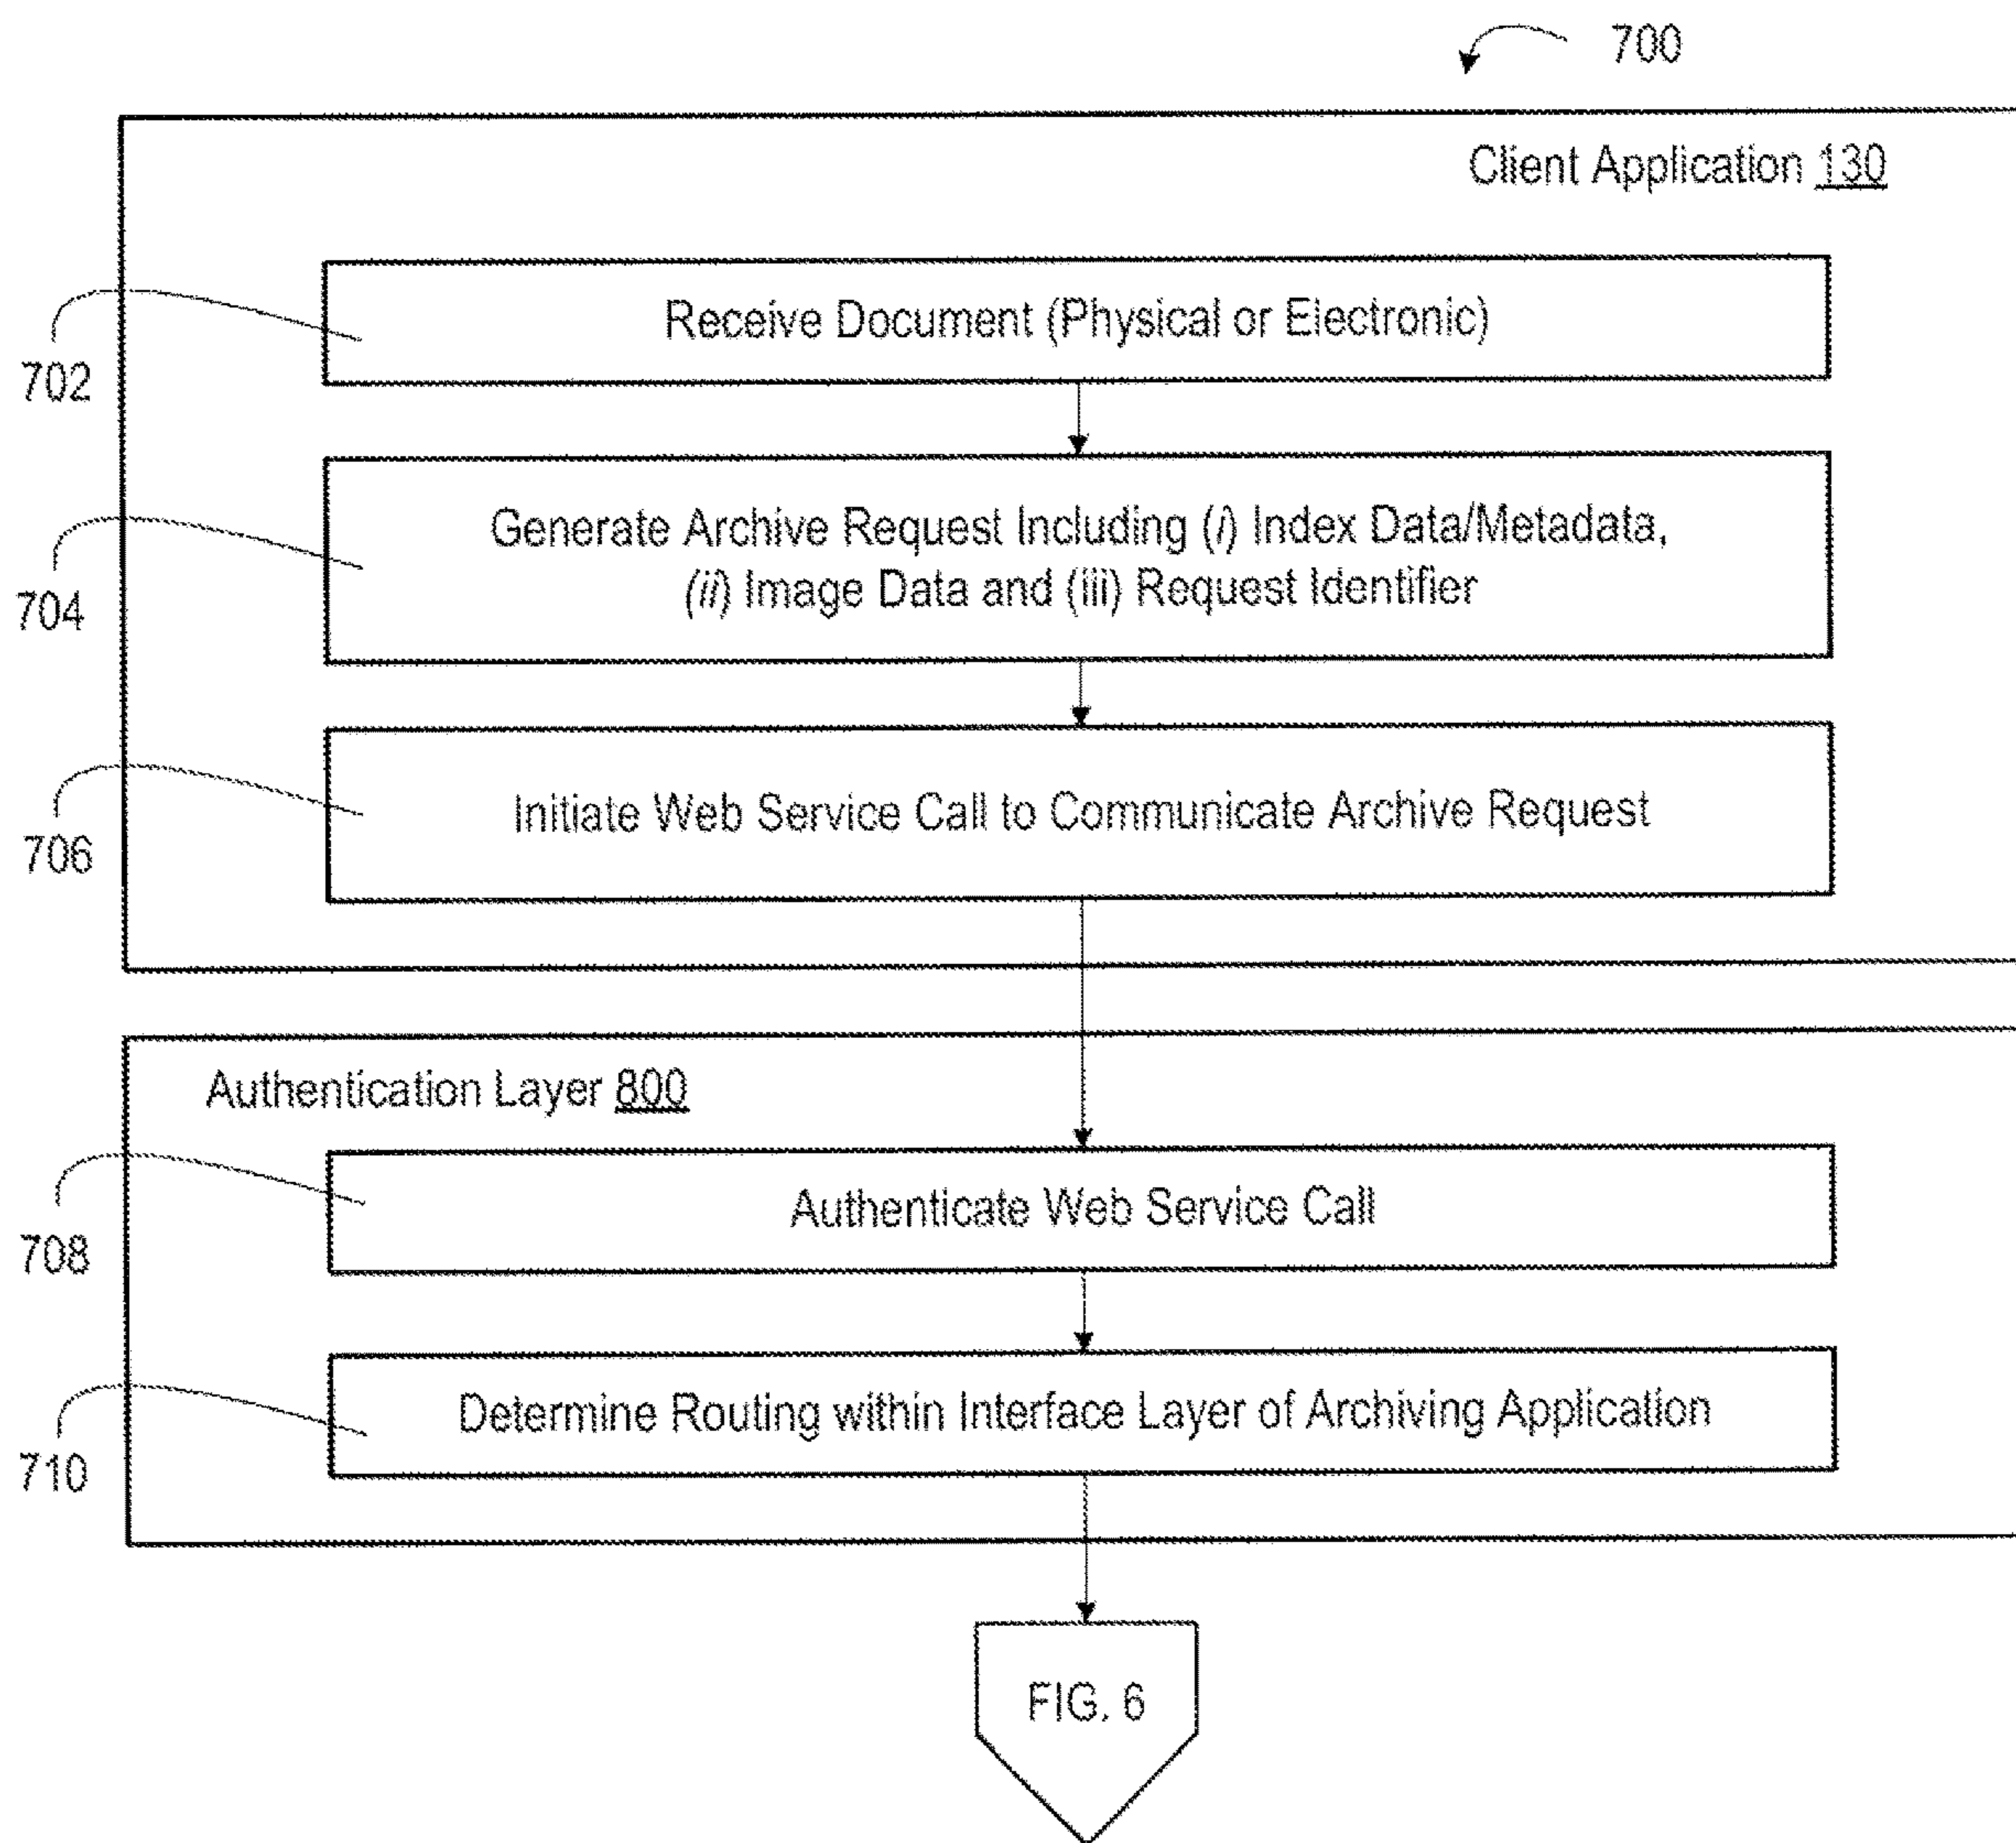 700
Client Application 130
Receive Document (Physical or Electronic)
702
Generate Archive Request Including (i) Index Data/Metadata,
(ii) Image Data and (iii) Request Identifier
704
Initiate Web Service Call to Communicate Archive Request
706
Authentication Layer 800
Authenticate Web Service Call
708
Determine Routing within Interface Layer of Archiving Application
710
FIG. 6